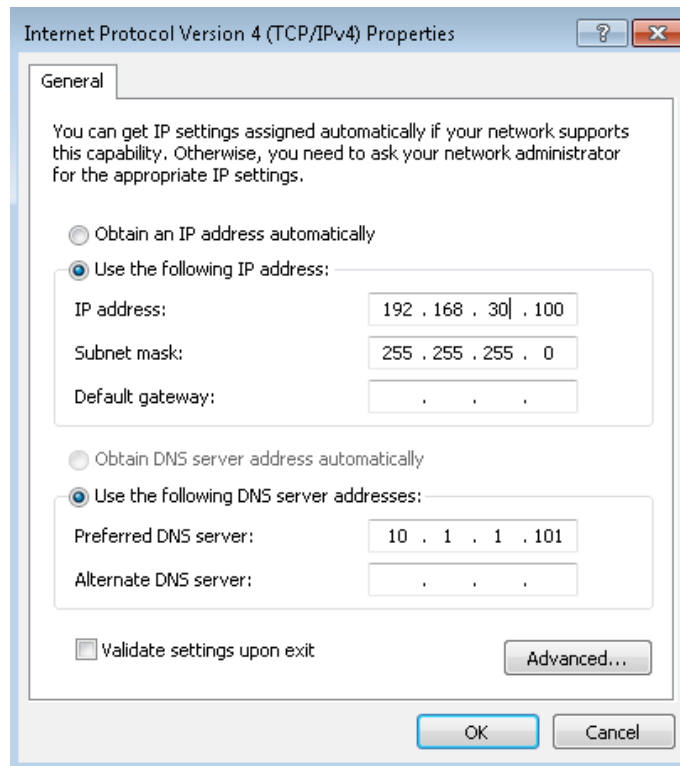 Internet Protocol Version 4 (TCP/IPv4) Properties
General
You can get IP settings assigned automatically if your network supports
this capability. Otherwise, you need to ask your network administrator
for the appropriate IP settings.
Obtain an IP address automatically
Use the following IP address:
IP address: 192 . 168 . 30 . 100
Subnet mask: 255 . 255 . 255 . 0
Default gateway: . . .
Obtain DNS server address automatically
Use the following DNS server addresses:
Preferred DNS server: 10 . 1 . 1 . 101
Alternate DNS server: . . .
Validate settings upon exit
Advanced...
OK Cancel